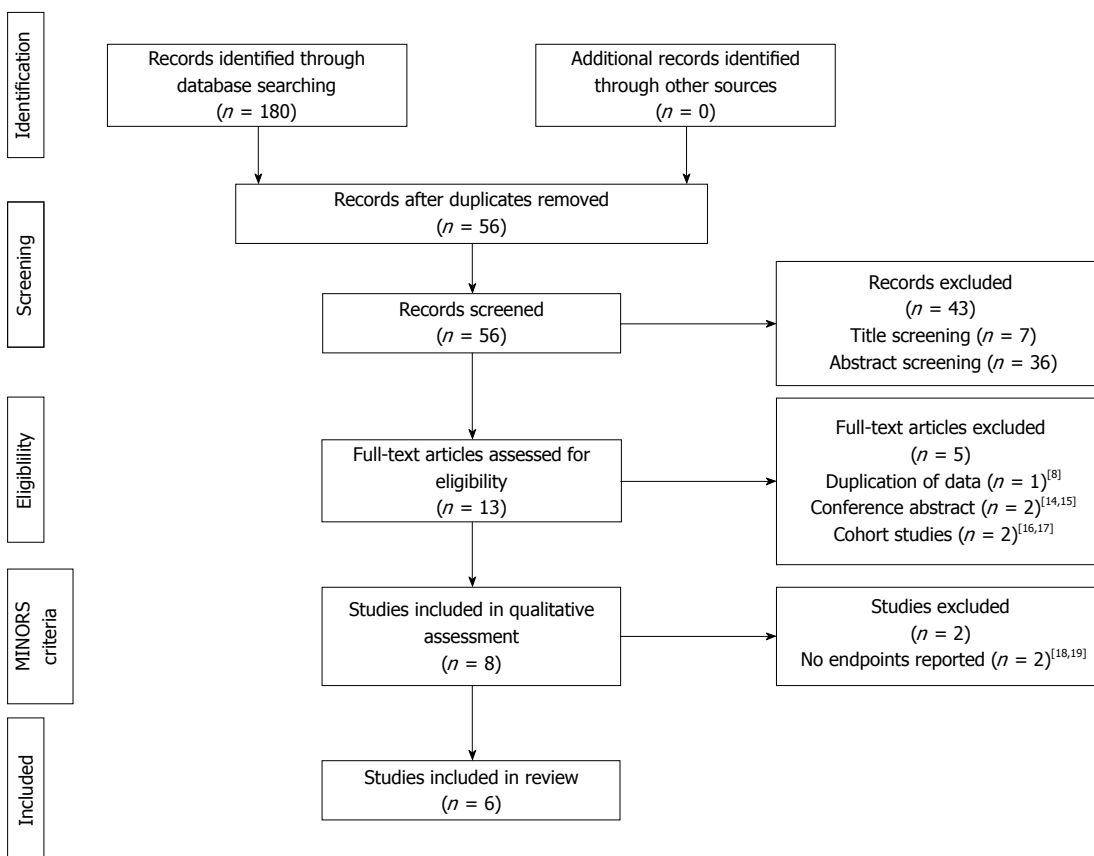 Identification
Records identified through
database searching
(n = 180)
Additional records identified
through other sources
(n = 0)
Records after duplicates removed
(n = 56)
Screening
Records screened
(n = 56)
Records excluded
(n = 43)
Title screening (n = 7)
Abstract screening (n = 36)
Eligiblility
Full-text articles assessed for
eligibility
(n = 13)
Full-text articles excluded
(n = 5)
Duplication of data (n = 1)[8]
Conference abstract (n = 2)[14,15]
Cohort studies (n = 2)[16,17]
MINORS
criteria
Studies included in qualitative
assessment
(n = 8)
Studies excluded
(n = 2)
No endpoints reported (n = 2)[18,19]
Included
Studies included in review
(n = 6)